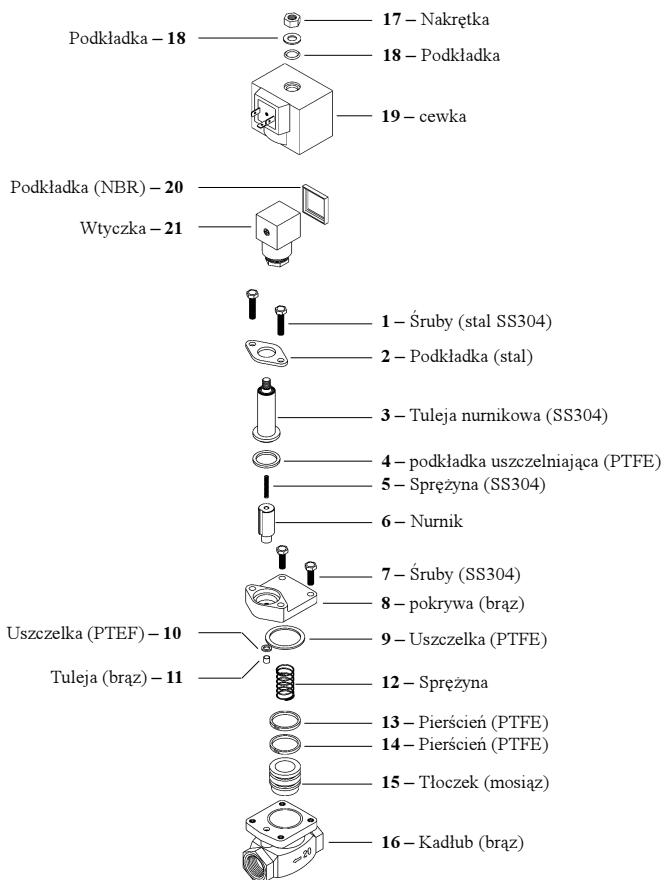 17 – Nakrętka
Podkładka – 18
18 – Podkładka
19 – cewka
Podkładka (NBR) – 20
Wtyczka – 21
1 – Śruby (stal SS304)
2 – Podkładka (stal)
3 – Tuleja nurnikowa (SS304)
4 – podkładka uszczelniająca (PTFE)
5 – Sprężyna (SS304)
6 – Nurnik
7 – Śruby (SS304)
8 – pokrywa (brąz)
Uszczelka (PTEF) – 10
9 – Uszczelka (PTFE)
Tuleja (brąz) – 11
12 – Sprężyna
13 – Pierścień (PTFE)
14 – Pierścień (PTFE)
15 – Tłoczek (mosiąz)
16 – Kadłub (brąz)
20